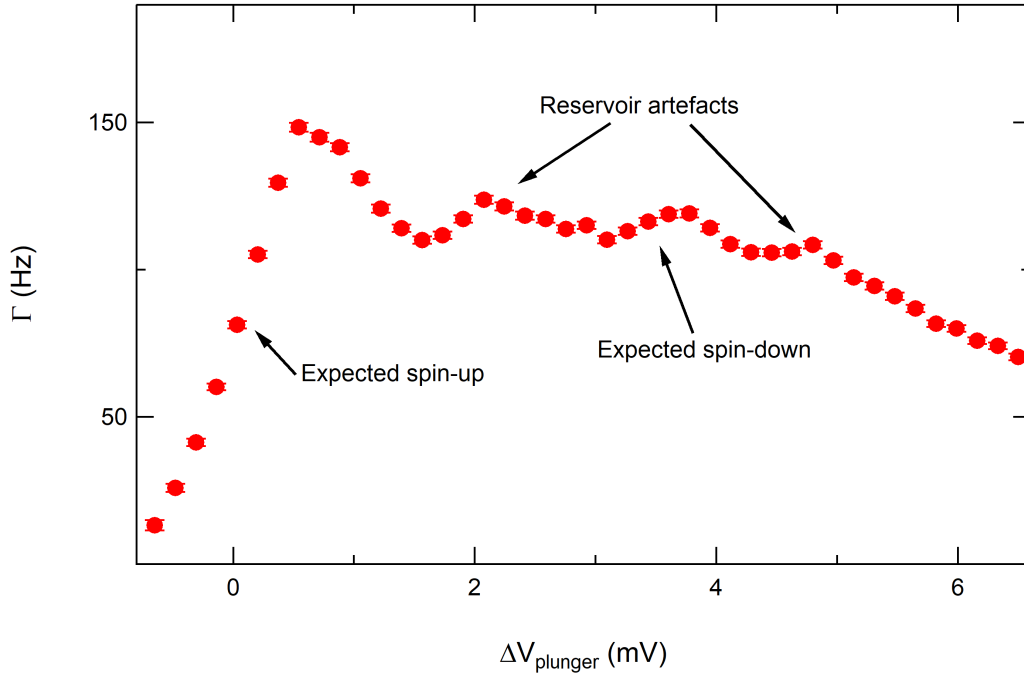 Reservoir artefacts
150
Γ (Hz)
Expected spin-down
Expected spin-up
50
0 2 4 6
ΔVplunger (mV)